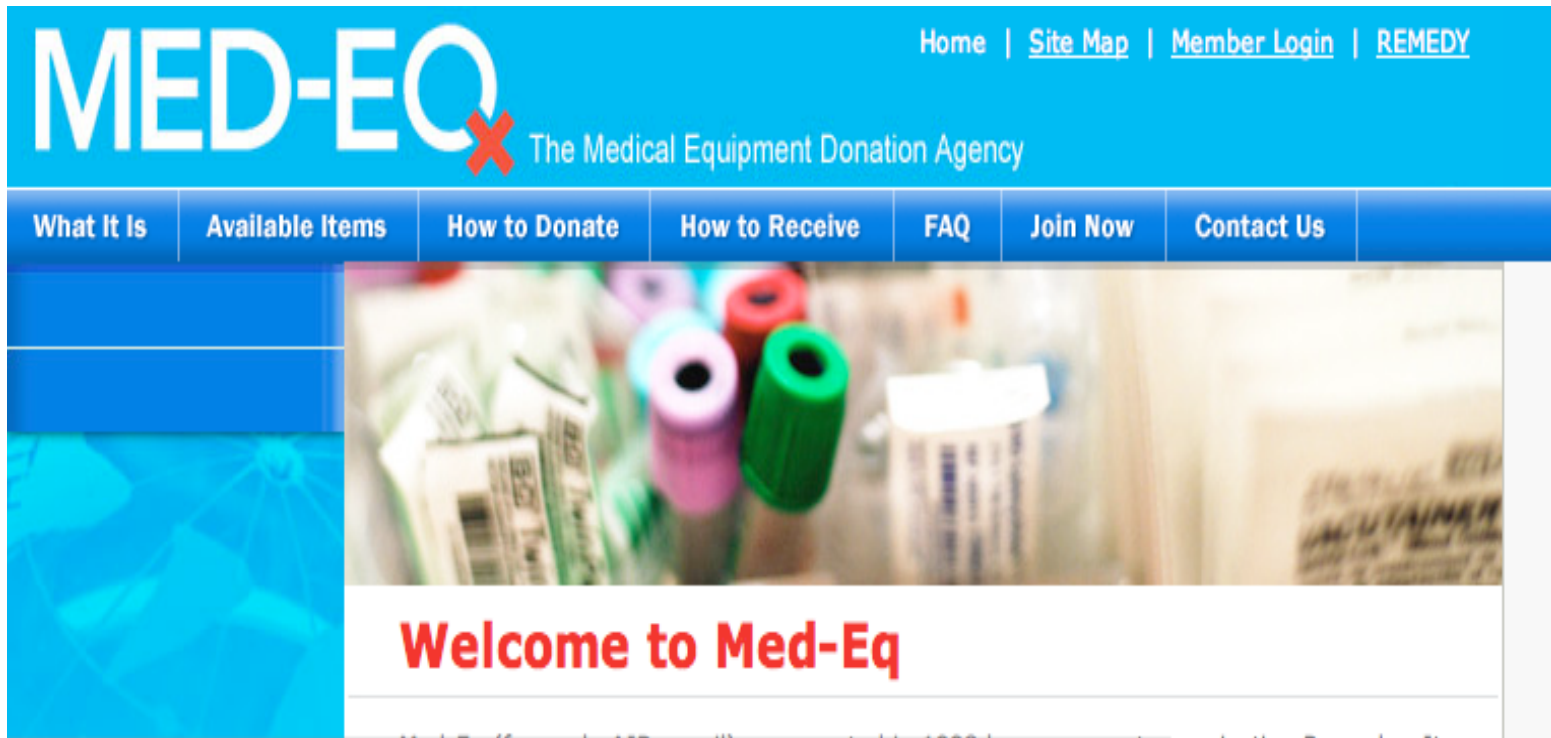 Home | Site Map | Member Login | REMEDY
MED-EQ
The Medical Equipment Donation Agency
What It Is
Available Items
How to Donate
How to Receive
FAQ
Join Now
Contact Us
VACUTAINER
Welcome to Med-Eq